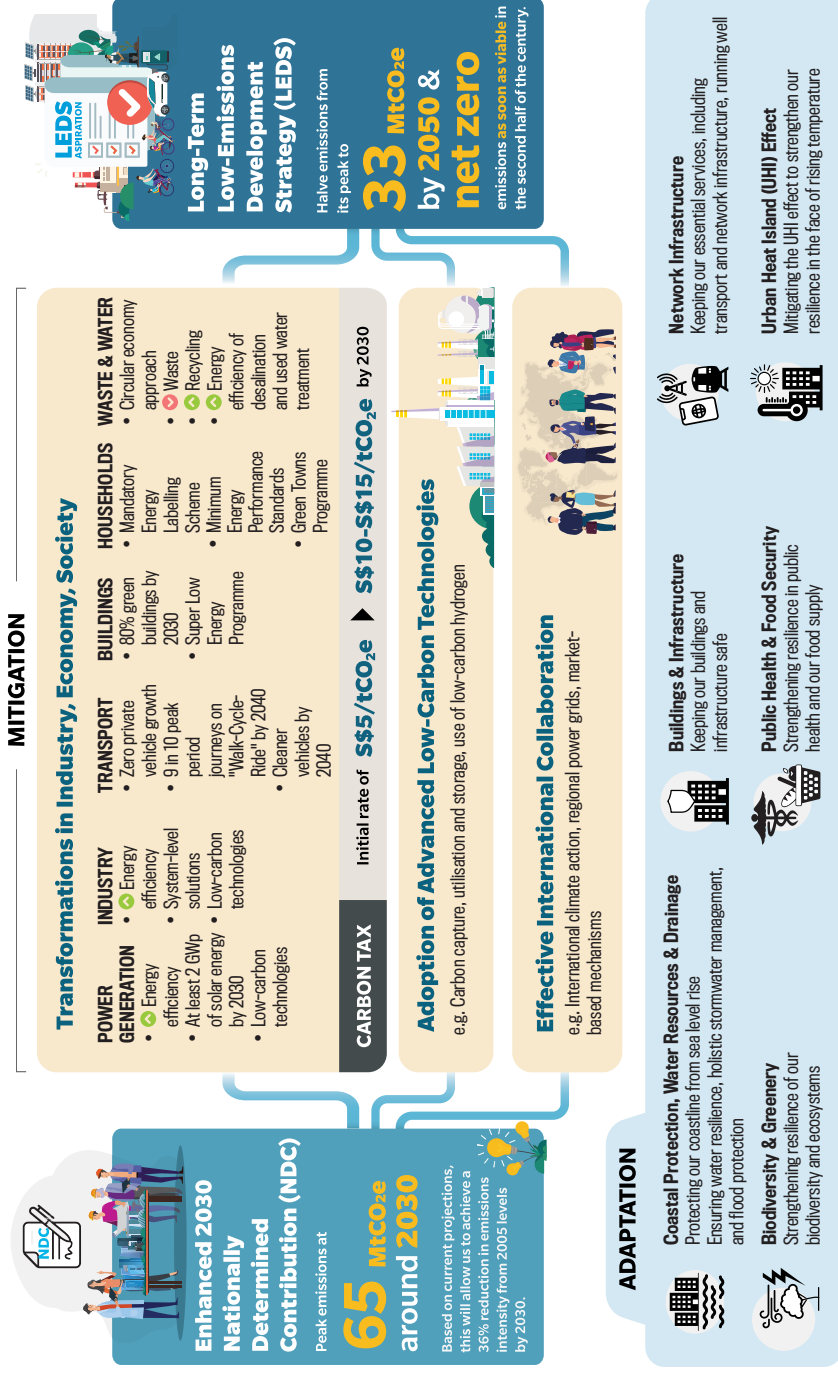 MITIGATION
NDC
Enhanced 2030
Nationally
Determined
Contribution (NDC)
Peak emissions at
65 MtCO₂e
around 2030
Based on current projections,
this will allow us to achieve a
36% reduction in emissions
intensity from 2005 levels
by 2030.
Transformations in Industry, Economy, Society
POWER
GENERATION
• Energy
efficiency
• At least 2 GWp
of solar energy
by 2030
• Low-carbon
technologies
INDUSTRY
• Energy
efficiency
• System-level
solutions
• Low-carbon
technologies
TRANSPORT
• Zero private
vehicle growth
• 9 in 10 peak
period
journeys on
"Walk-Cycle-
Ride" by 2040
• Cleaner
vehicles by
2040
BUILDINGS
• 80% green
buildings by
2030
• Super Low
Energy
Programme
HOUSEHOLDS
• Mandatory
Energy
Labelling
Scheme
• Minimum
Energy
Performance
Standards
• Green Towns
Programme
WASTE & WATER
• Circular economy
approach
• Waste
• Recycling
• Energy
efficiency of
desalination
and used water
treatment
CARBON TAX
Initial rate of S$5/tCO₂e ▶ S$10-S$15/tCO₂e by 2030
Adoption of Advanced Low-Carbon Technologies
e.g. Carbon capture, utilisation and storage, use of low-carbon hydrogen
Effective International Collaboration
e.g. International climate action, regional power grids, market-
based mechanisms
LEDS
ASPIRATION
Long-Term
Low-Emissions
Development
Strategy (LEDS)
Halve emissions from
its peak to
33 MtCO₂e
by 2050 &
net zero
emissions as soon as viable in
the second half of the century.
ADAPTATION
Coastal Protection, Water Resources & Drainage
Protecting our coastline from sea level rise
Ensuring water resilience, holistic stormwater management,
and flood protection
Buildings & Infrastructure
Keeping our buildings and
infrastructure safe
Network Infrastructure
Keeping our essential services, including
transport and network infrastructure, running well
Biodiversity & Greenery
Strengthening resilience of our
biodiversity and ecosystems
Public Health & Food Security
Strengthening resilience in public
health and our food supply
Urban Heat Island (UHI) Effect
Mitigating the UHI effect to strengthen our
resilience in the face of rising temperature